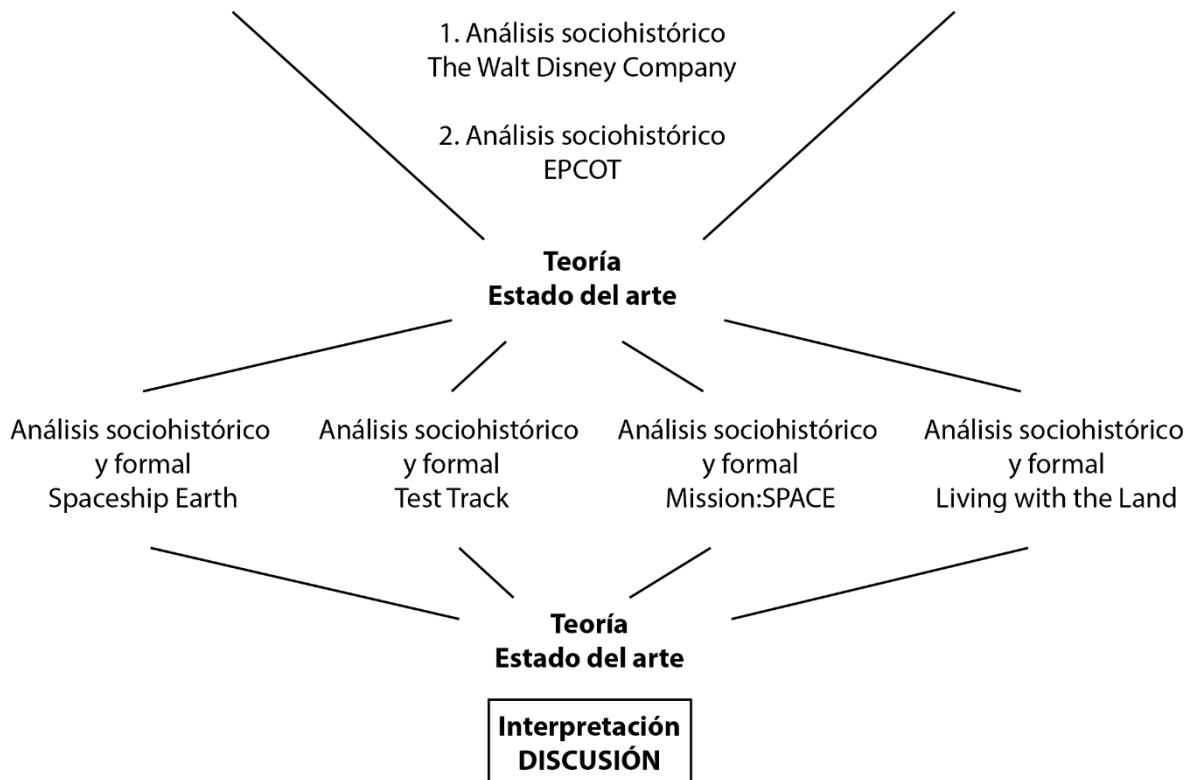 1. Análisis sociohistórico
The Walt Disney Company
2. Análisis sociohistórico
EPCOT
Teoría
Estado del arte
Análisis sociohistórico
y formal
Spaceship Earth
Análisis sociohistórico
y formal
Test Track
Análisis sociohistórico
y formal
Mission:SPACE
Análisis sociohistórico
y formal
Living with the Land
Teoría
Estado del arte
Interpretación
DISCUSIÓN